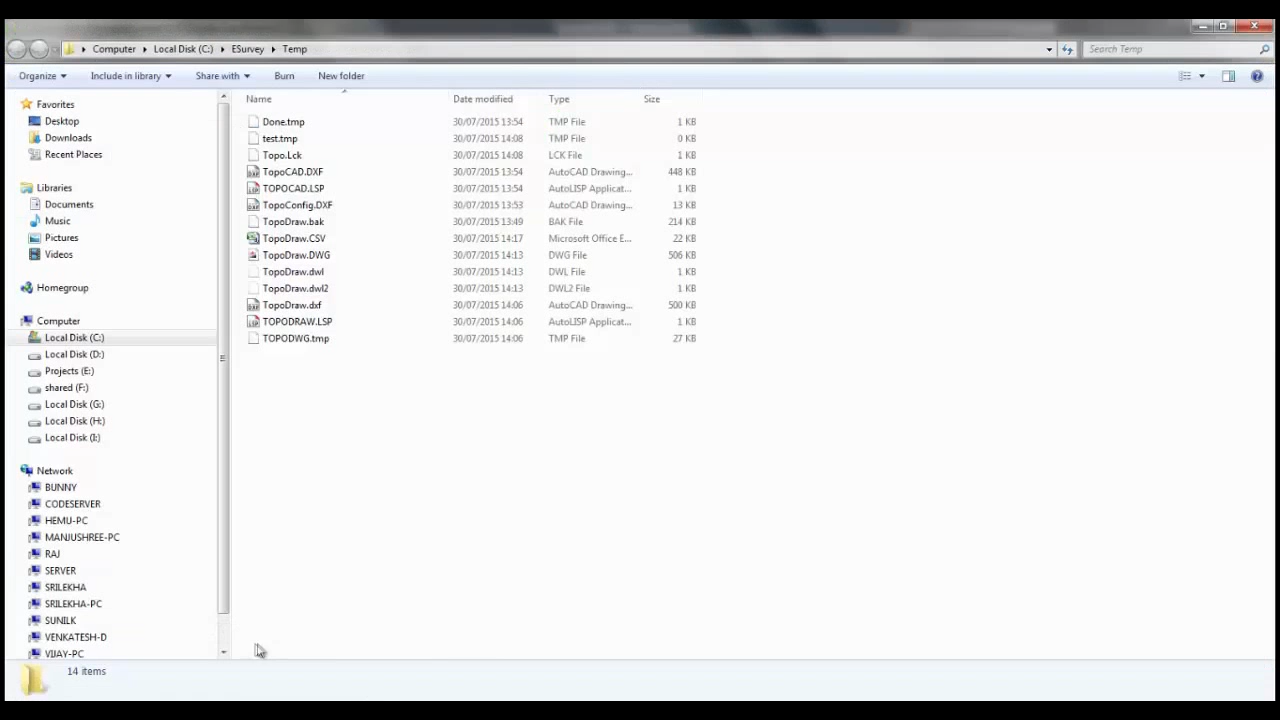 Computer Local Disk (C:) ESurvey Temp Search Temp
Organize Include in library Share with Burn New folder
Favorites
Desktop
Downloads
Recent Places
Libraries
Documents
Music
Pictures
Videos
Homegroup
Computer
Local Disk (C:)
Local Disk (D:)
Projects (E:)
shared (F:)
Local Disk (G:)
Local Disk (H:)
Local Disk (I:)
Network
BUNNY
CODESERVER
HEMU-PC
MANJUSHREE-PC
RAJ
SERVER
SRILEKHA
SRILEKHA-PC
SUNILK
VENKATESH-D
VIJAY-PC
Name Date modified Type Size
Done.tmp 30/07/2015 13:54 TMP File 1 KB
test.tmp 30/07/2015 14:08 TMP File 0 KB
Topo.Lck 30/07/2015 14:08 LCK File 1 KB
TopoCAD.DXF 30/07/2015 13:54 AutoCAD Drawing... 448 KB
TOPOCAD.LSP 30/07/2015 13:54 AutoLISP Applicat... 1 KB
TopoConfig.DXF 30/07/2015 13:53 AutoCAD Drawing... 13 KB
TopoDraw.bak 30/07/2015 13:49 BAK File 214 KB
TopoDraw.CSV 30/07/2015 14:17 Microsoft Office E... 22 KB
TopoDraw.DWG 30/07/2015 14:13 DWG File 506 KB
TopoDraw.dwl 30/07/2015 14:13 DWL File 1 KB
TopoDraw.dwl2 30/07/2015 14:13 DWL2 File 1 KB
TopoDraw.dxf 30/07/2015 14:06 AutoCAD Drawing... 500 KB
TOPODRAW.LSP 30/07/2015 14:06 AutoLISP Applicat... 1 KB
TOPODWG.tmp 30/07/2015 14:06 TMP File 27 KB
14 items